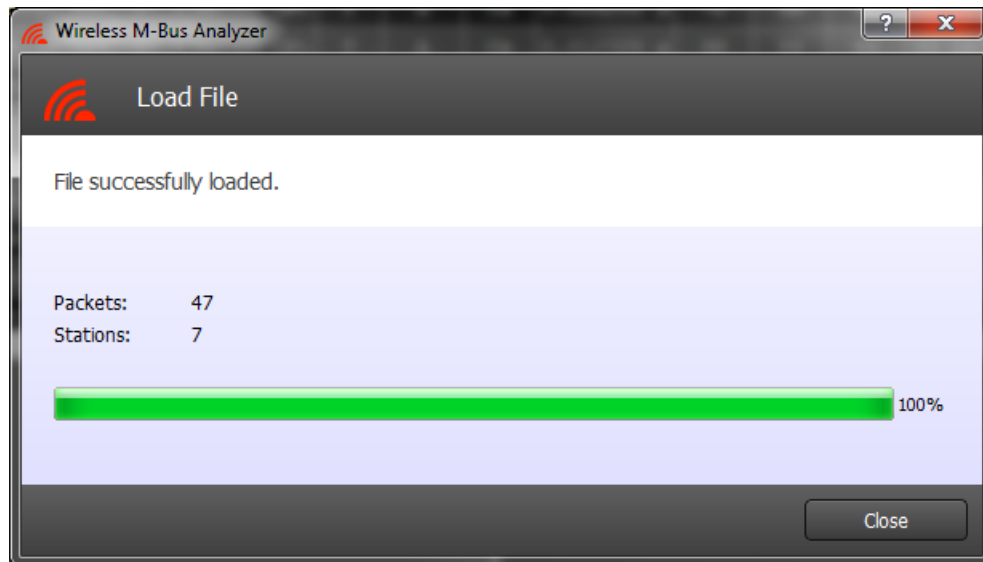 Wireless M-Bus Analyzer
? X
Load File
File successfully loaded.
Packets: 47
Stations: 7
100%
Close